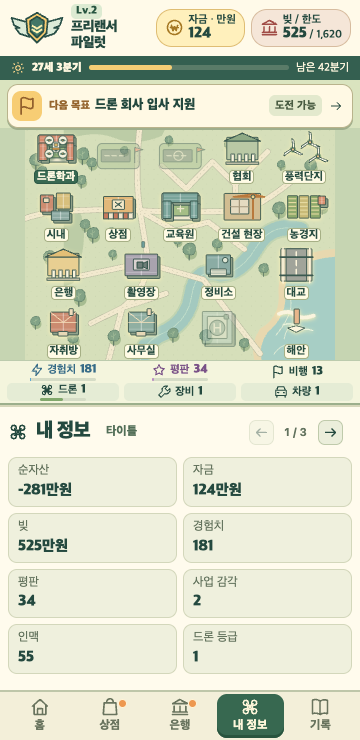 Lv.2
프리랜서
파일럿
자금 · 만원
124
빚 / 한도
525 / 1,620
27세 3분기
남은 42분기
다음 목표 드론 회사 입사 지원
도전 가능
드론학과
협회
풍력단지
시내
상점
교육원
건설 현장
농경지
은행
촬영장
정비소
대교
자취방
사무실
해안
경험치 181
평판 34
비행 13
드론 1
장비 1
차량 1
내 정보
타이틀
1 / 3
순자산
-281만원
자금
124만원
빚
525만원
경험치
181
평판
34
사업 감각
2
인맥
55
드론 등급
1
홈
상점
은행
내 정보
기록